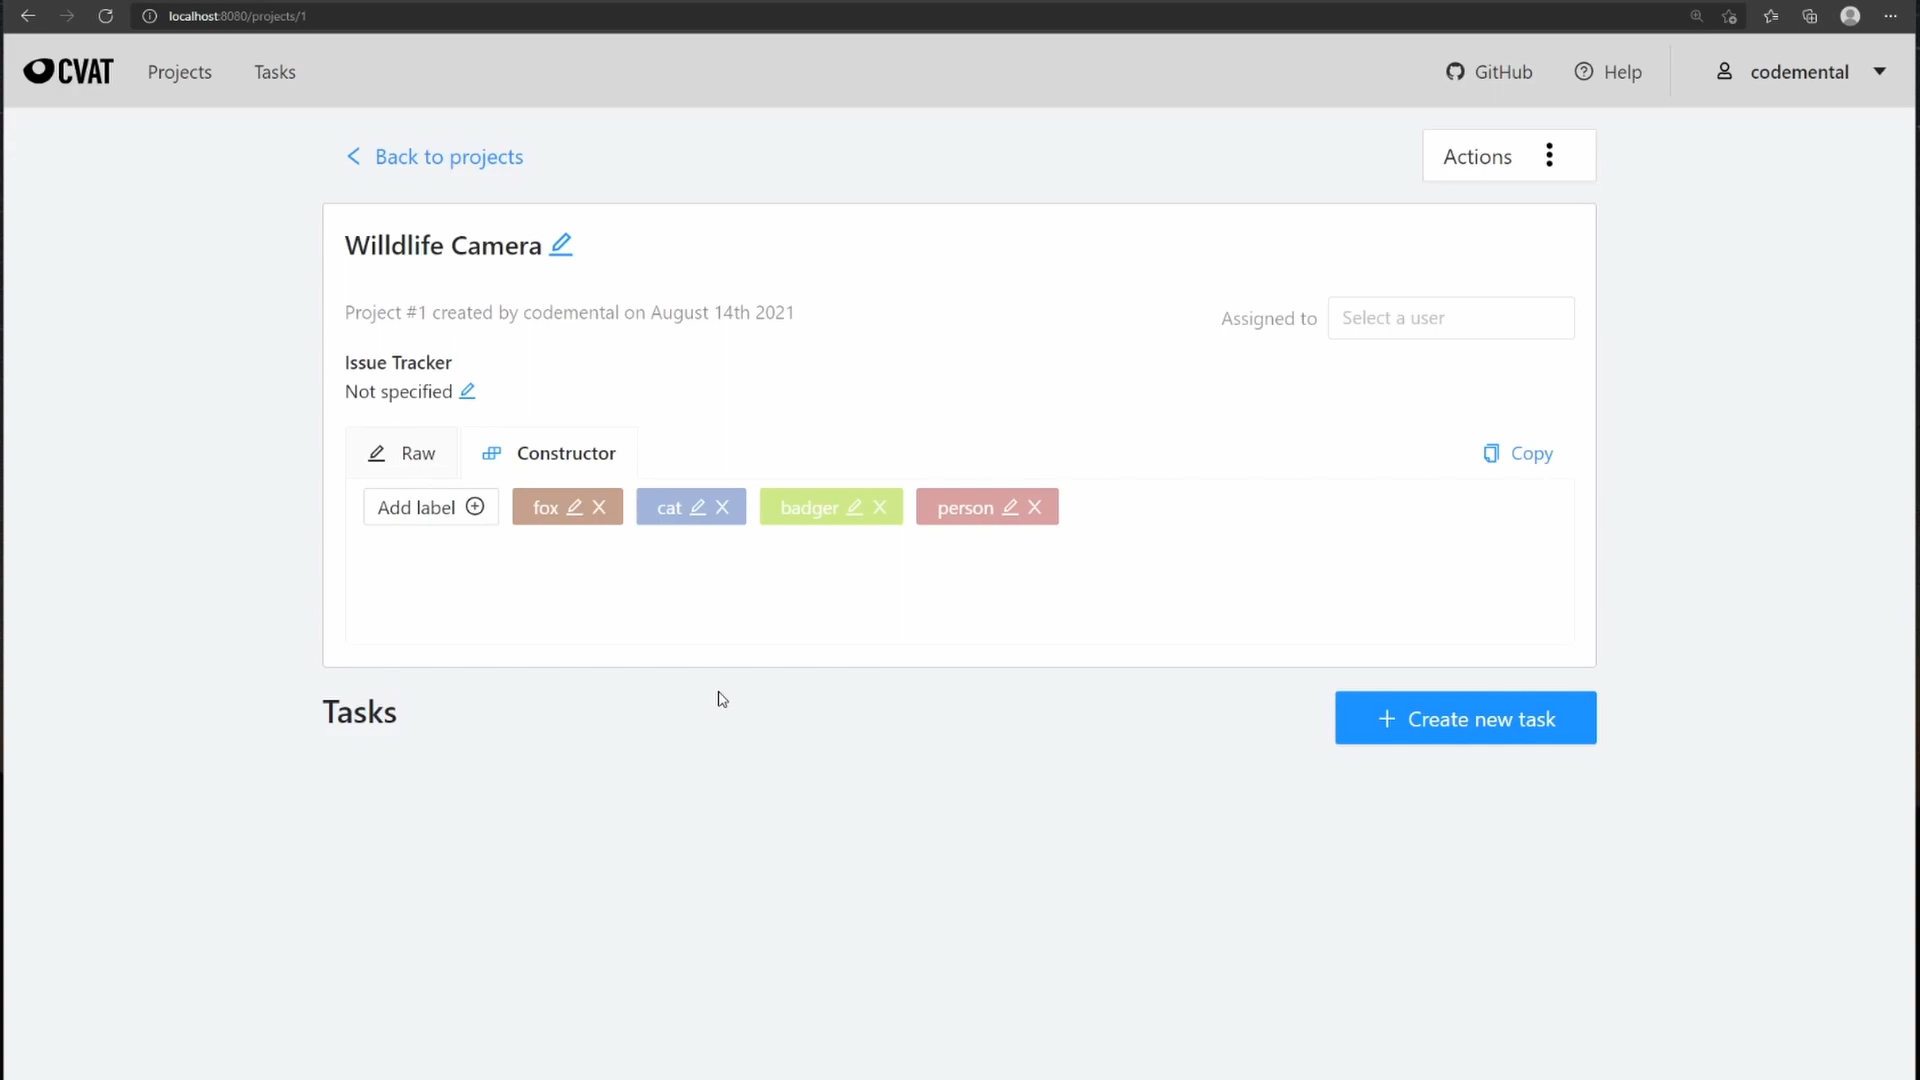 localhost:8080/projects/1
CVAT Projects Tasks GitHub Help codemental
Back to projects Actions
Willdlife Camera
Project #1 created by codemental on August 14th 2021 Assigned to Select a user
Issue Tracker
Not specified
Raw Constructor Copy
Add label fox cat badger person
Tasks + Create new task